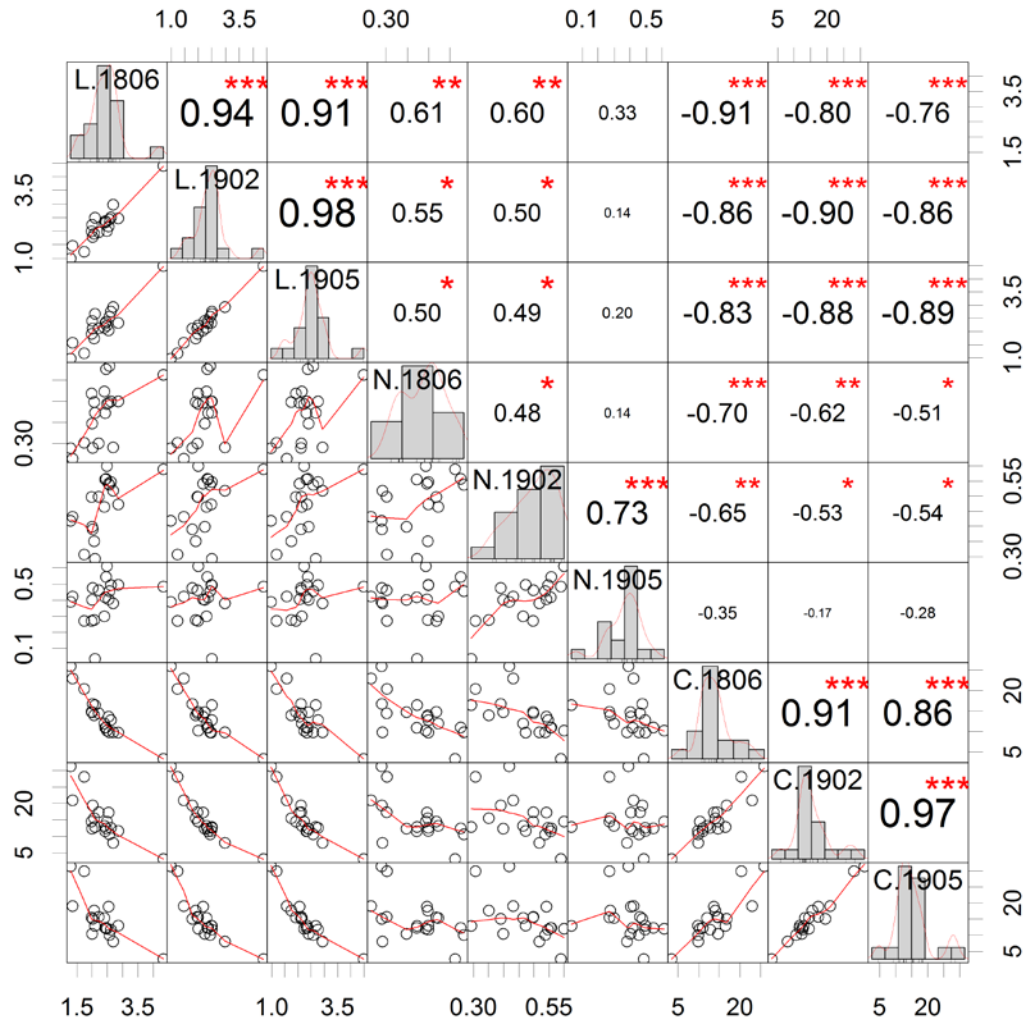 1.0 3.5 0.30 0.1 0.5 5 20
L.1806 *** *** ** ** *** *** ***
0.94 0.91 0.61 0.60 0.33 -0.91 -0.80 -0.76 1.5 3.5
L.1902 *** * * *** *** ***
1.0 3.5 0.98 0.55 0.50 0.14 -0.86 -0.90 -0.86
L.1905 * * *** *** ***
0.50 0.49 0.20 -0.83 -0.88 -0.89 1.0 3.5
N.1806 * *** ** *
0.30 0.48 0.14 -0.70 -0.62 -0.51
N.1902 *** ** * *
0.73 -0.65 -0.53 -0.54 0.30 0.55
N.1905
0.1 0.5 -0.35 -0.17 -0.28
C.1806 *** ***
0.91 0.86 5 20
C.1902 ***
5 20 0.97
C.1905
5 20
1.5 3.5 1.0 3.5 0.30 0.55 5 20 5 20